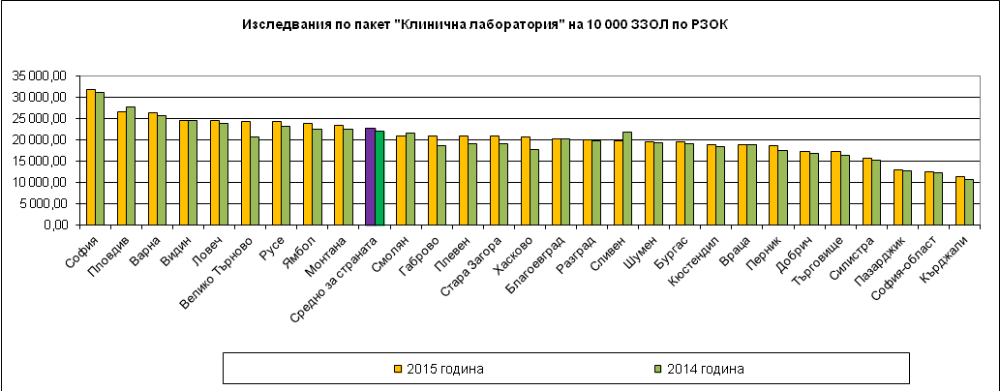 Изследвания по пакет "Клинична лаборатория" на 10 000 ЗЗОЛ по РЗОК
35 000,00
30 000,00
25 000,00
20 000,00
15 000,00
10 000,00
5 000,00
0,00
София
Пловдив
Варна
Видин
Ловеч
Велико Търново
Русе
Ямбол
Монтана
Средно за страната
Смолян
Габрово
Плевен
Стара Загора
Хасково
Благоевград
Разград
Сливен
Шумен
Бургас
Кюстендил
Враца
Перник
Добрич
Търговище
Силистра
Пазарджик
София-област
Кърджали
2015 година
2014 година